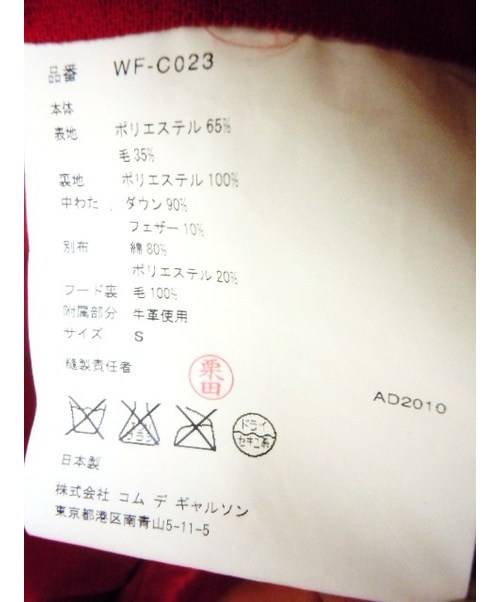 品番 WF-C023
本体
表地 ポリエステル 65%
毛 35%
裏地 ポリエステル 100%
中わた ダウン 90%
フェザー 10%
別布 綿 80%
ポリエステル 20%
フード裏 毛 100%
附属部分 牛革使用
サイズ S
縫製責任者 栗田
AD2010
ドライ
セキユ系
日本製
株式会社 コム デ ギャルソン
東京都港区南青山5-11-5